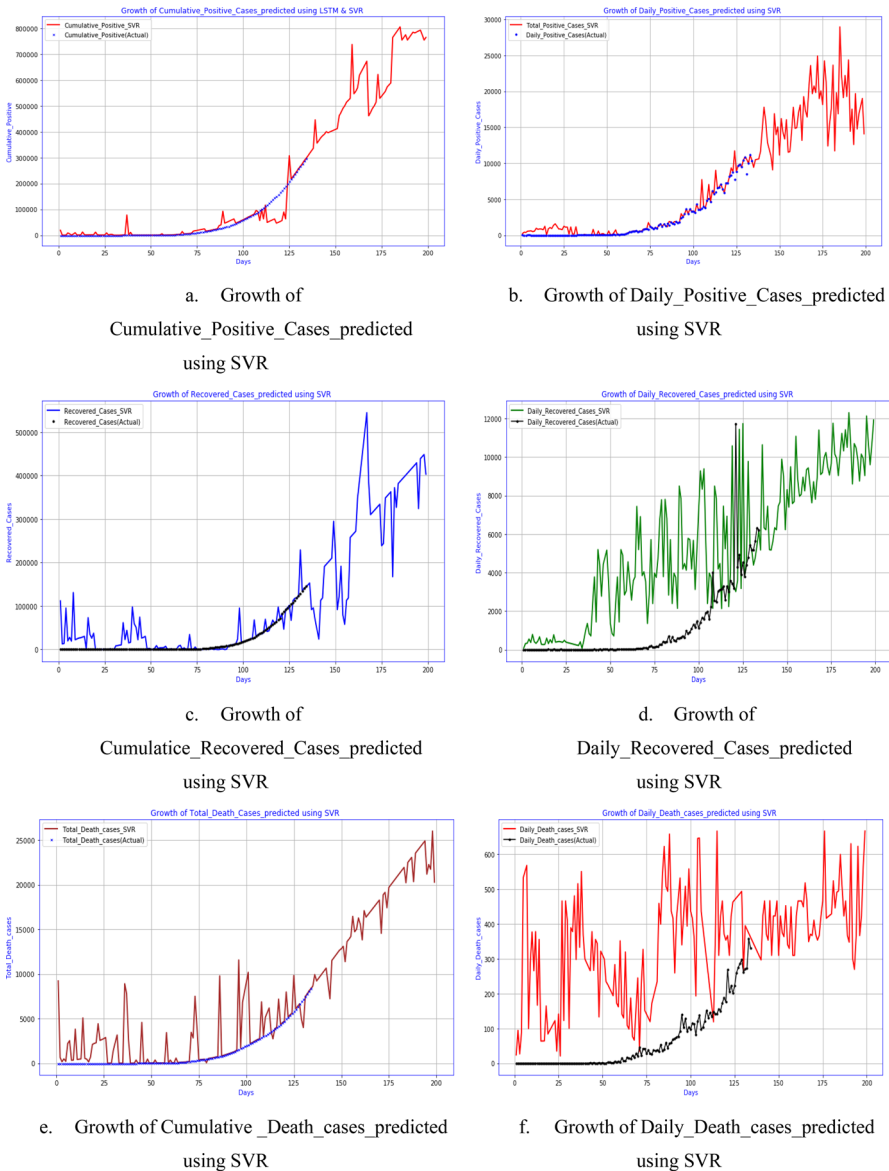 Growth of Cumulative_Positive_Cases_predicted using LSTM & SVR
Cumulative_Positive_SVR
Cumulative_Positive(Actual)
Cumulative_Positive
800000
700000
600000
500000
400000
300000
200000
100000
0
0 25 50 75 100 125 150 175 200
Days
a. Growth of
Cumulative_Positive_Cases_predicted
using SVR
Growth of Daily_Positive_Cases_predicted using SVR
Total_Positive_Cases_SVR
Daily_Positive_Cases(Actual)
Daily_Positive_Cases
30000
25000
20000
15000
10000
5000
0
0 25 50 75 100 125 150 175 200
Days
b. Growth of Daily_Positive_Cases_predicted
using SVR
Growth of Recovered_Cases_predicted using SVR
Recovered_Cases_SVR
Recovered_Cases(Actual)
Recovered_Cases
500000
400000
300000
200000
100000
0
0 25 50 75 100 125 150 175 200
Days
c. Growth of
Cumulatice_Recovered_Cases_predicted
using SVR
Growth of Daily_Recovered_Cases_predicted using SVR
Daily_Recovered_Cases_SVR
Daily_Recovered_Cases(Actual)
Daily_Recovered_Cases
12000
10000
8000
6000
4000
2000
0
0 25 50 75 100 125 150 175 200
Days
d. Growth of
Daily_Recovered_Cases_predicted
using SVR
Growth of Total_Death_Cases_predicted using SVR
Total_Death_cases_SVR
Total_Death_cases(Actual)
Total_Death_cases
25000
20000
15000
10000
5000
0
0 25 50 75 100 125 150 175 200
Days
e. Growth of Cumulative _Death_cases_predicted
using SVR
Growth of Daily_Death_cases_predicted using SVR
Daily_Death_cases_SVR
Daily_Death_cases(Actual)
Daily_Death_cases
600
500
400
300
200
100
0
0 25 50 75 100 125 150 175 200
Days
f. Growth of Daily_Death_cases_predicted
using SVR